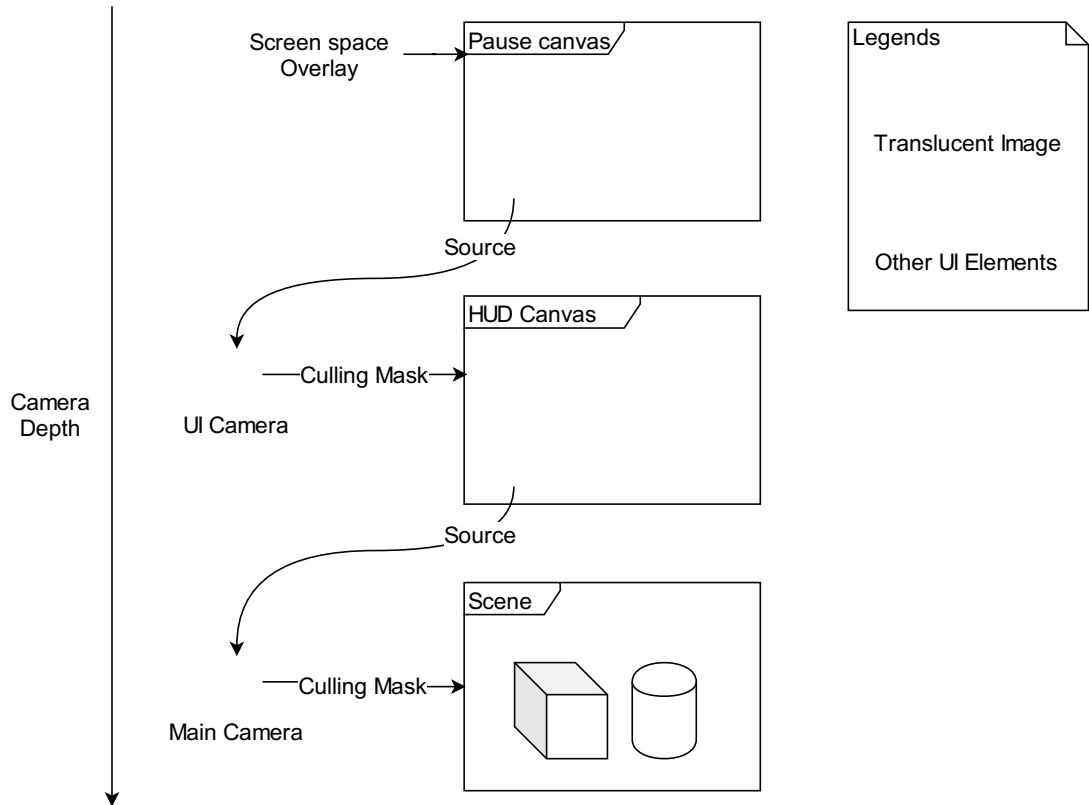 Screen space
Overlay
Pause canvas
Legends
Translucent Image
Other UI Elements
Source
HUD Canvas
Culling Mask
UI Camera
Camera
Depth
Source
Scene
Culling Mask
Main Camera